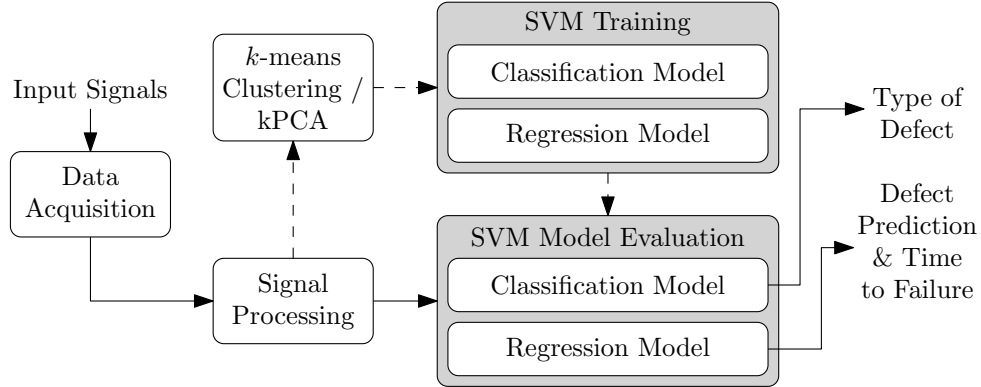 Input Signals
Data
Acquisition
k-means
Clustering /
kPCA
Signal
Processing
SVM Training
Classification Model
Regression Model
SVM Model Evaluation
Classification Model
Regression Model
Type of
Defect
Defect
Prediction
& Time
to Failure